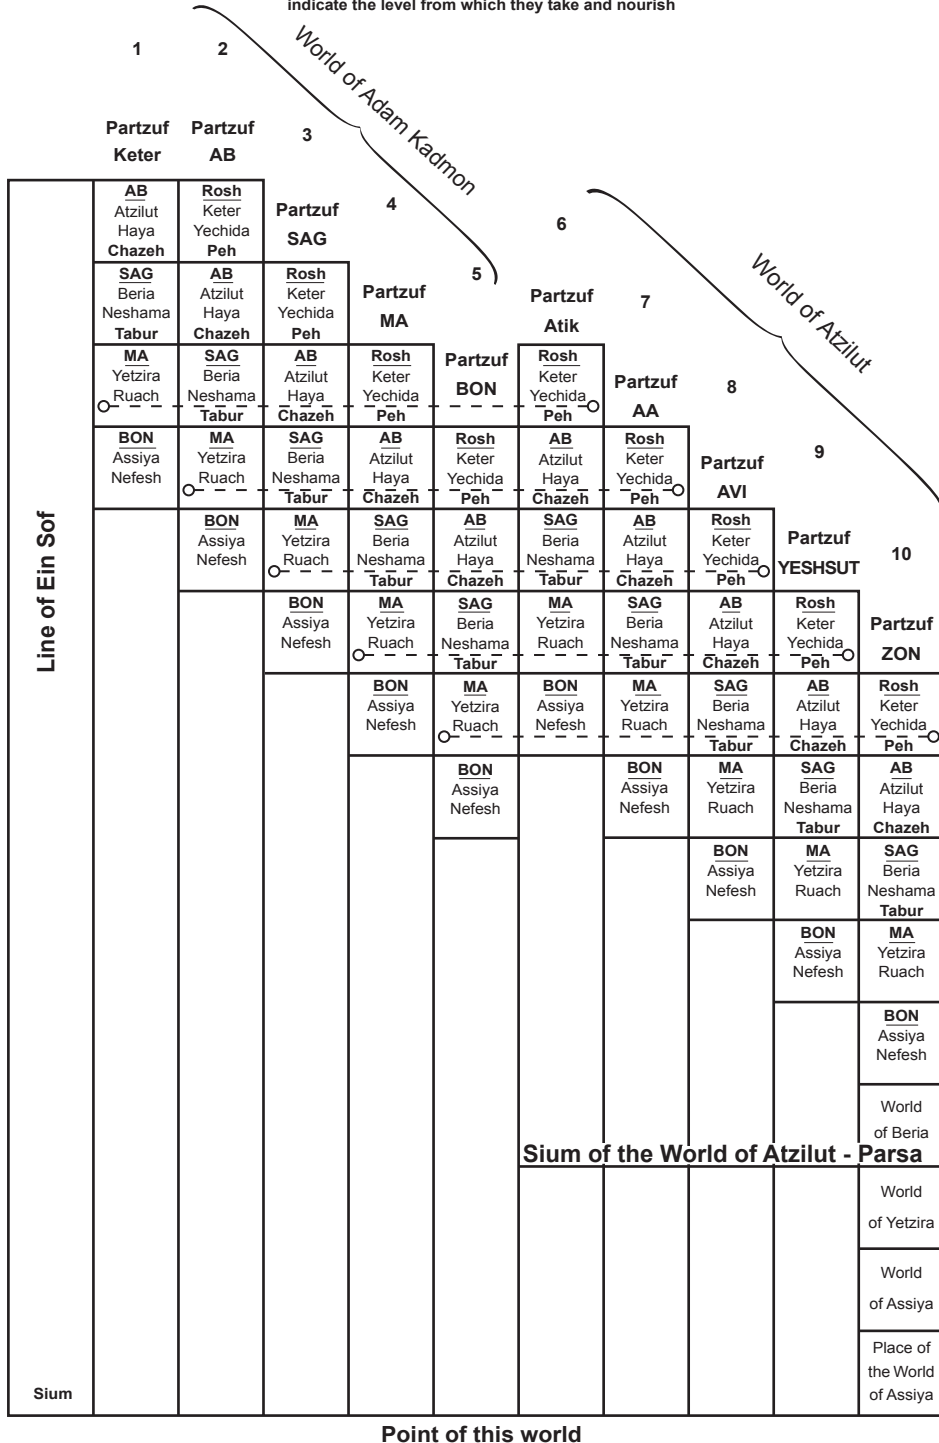 indicate the level from which they take and nourish
World of Adam Kadmon
World of Atzilut
1
Partzuf
Keter
2
Partzuf
AB
3
Partzuf
SAG
4
Partzuf
MA
5
Partzuf
BON
6
Partzuf
Atik
7
Partzuf
AA
8
Partzuf
AVI
9
Partzuf
YESHSUT
10
Partzuf
ZON
Line of Ein Sof
Sium
AB
Atzilut
Haya
Chazeh
SAG
Beria
Neshama
Tabur
MA
Yetzira
Ruach
BON
Assiya
Nefesh
Rosh
Keter
Yechida
Peh
AB
Atzilut
Haya
Chazeh
SAG
Beria
Neshama
Tabur
MA
Yetzira
Ruach
BON
Assiya
Nefesh
Rosh
Keter
Yechida
Peh
AB
Atzilut
Haya
Chazeh
SAG
Beria
Neshama
Tabur
MA
Yetzira
Ruach
BON
Assiya
Nefesh
Rosh
Keter
Yechida
Peh
AB
Atzilut
Haya
Chazeh
SAG
Beria
Neshama
Tabur
MA
Yetzira
Ruach
BON
Assiya
Nefesh
Rosh
Keter
Yechida
Peh
AB
Atzilut
Haya
Chazeh
SAG
Beria
Neshama
Tabur
MA
Yetzira
Ruach
BON
Assiya
Nefesh
Rosh
Keter
Yechida
Peh
AB
Atzilut
Haya
Chazeh
SAG
Beria
Neshama
Tabur
MA
Yetzira
Ruach
BON
Assiya
Nefesh
Rosh
Keter
Yechida
Peh
AB
Atzilut
Haya
Chazeh
SAG
Beria
Neshama
Tabur
MA
Yetzira
Ruach
BON
Assiya
Nefesh
Rosh
Keter
Yechida
Peh
AB
Atzilut
Haya
Chazeh
SAG
Beria
Neshama
Tabur
MA
Yetzira
Ruach
BON
Assiya
Nefesh
Rosh
Keter
Yechida
Peh
AB
Atzilut
Haya
Chazeh
SAG
Beria
Neshama
Tabur
MA
Yetzira
Ruach
BON
Assiya
Nefesh
Rosh
Keter
Yechida
Peh
AB
Atzilut
Haya
Chazeh
SAG
Beria
Neshama
Tabur
MA
Yetzira
Ruach
BON
Assiya
Nefesh
World
of Beria
Sium of the World of Atzilut - Parsa
World
of Yetzira
World
of Assiya
Place of
the World
of Assiya
Point of this world